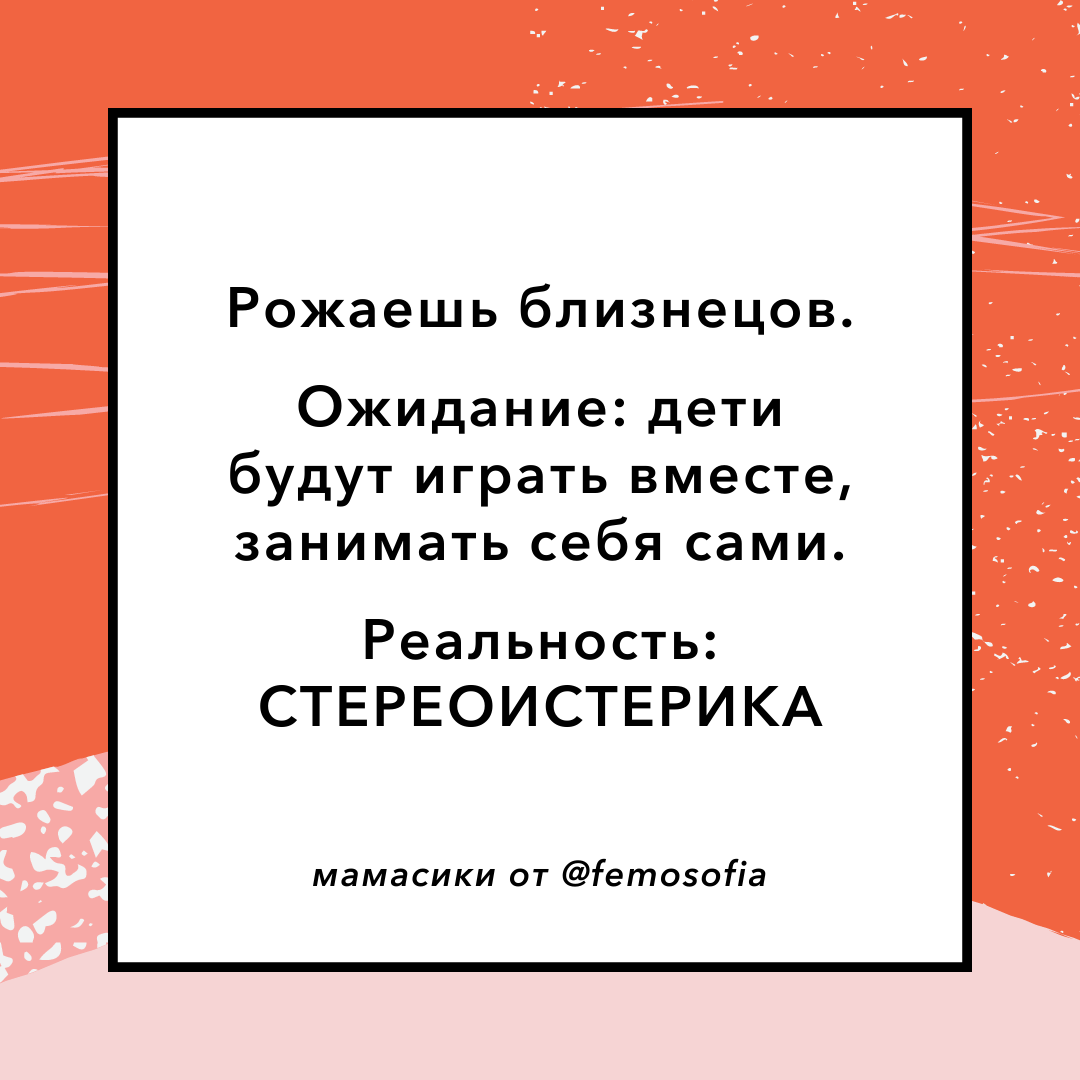 Рожаешь близнецов.
Ожидание: дети
будут играть вместе,
занимать себя сами.
Реальность:
СТЕРЕОИСТЕРИКА
мамасики от @femosofia